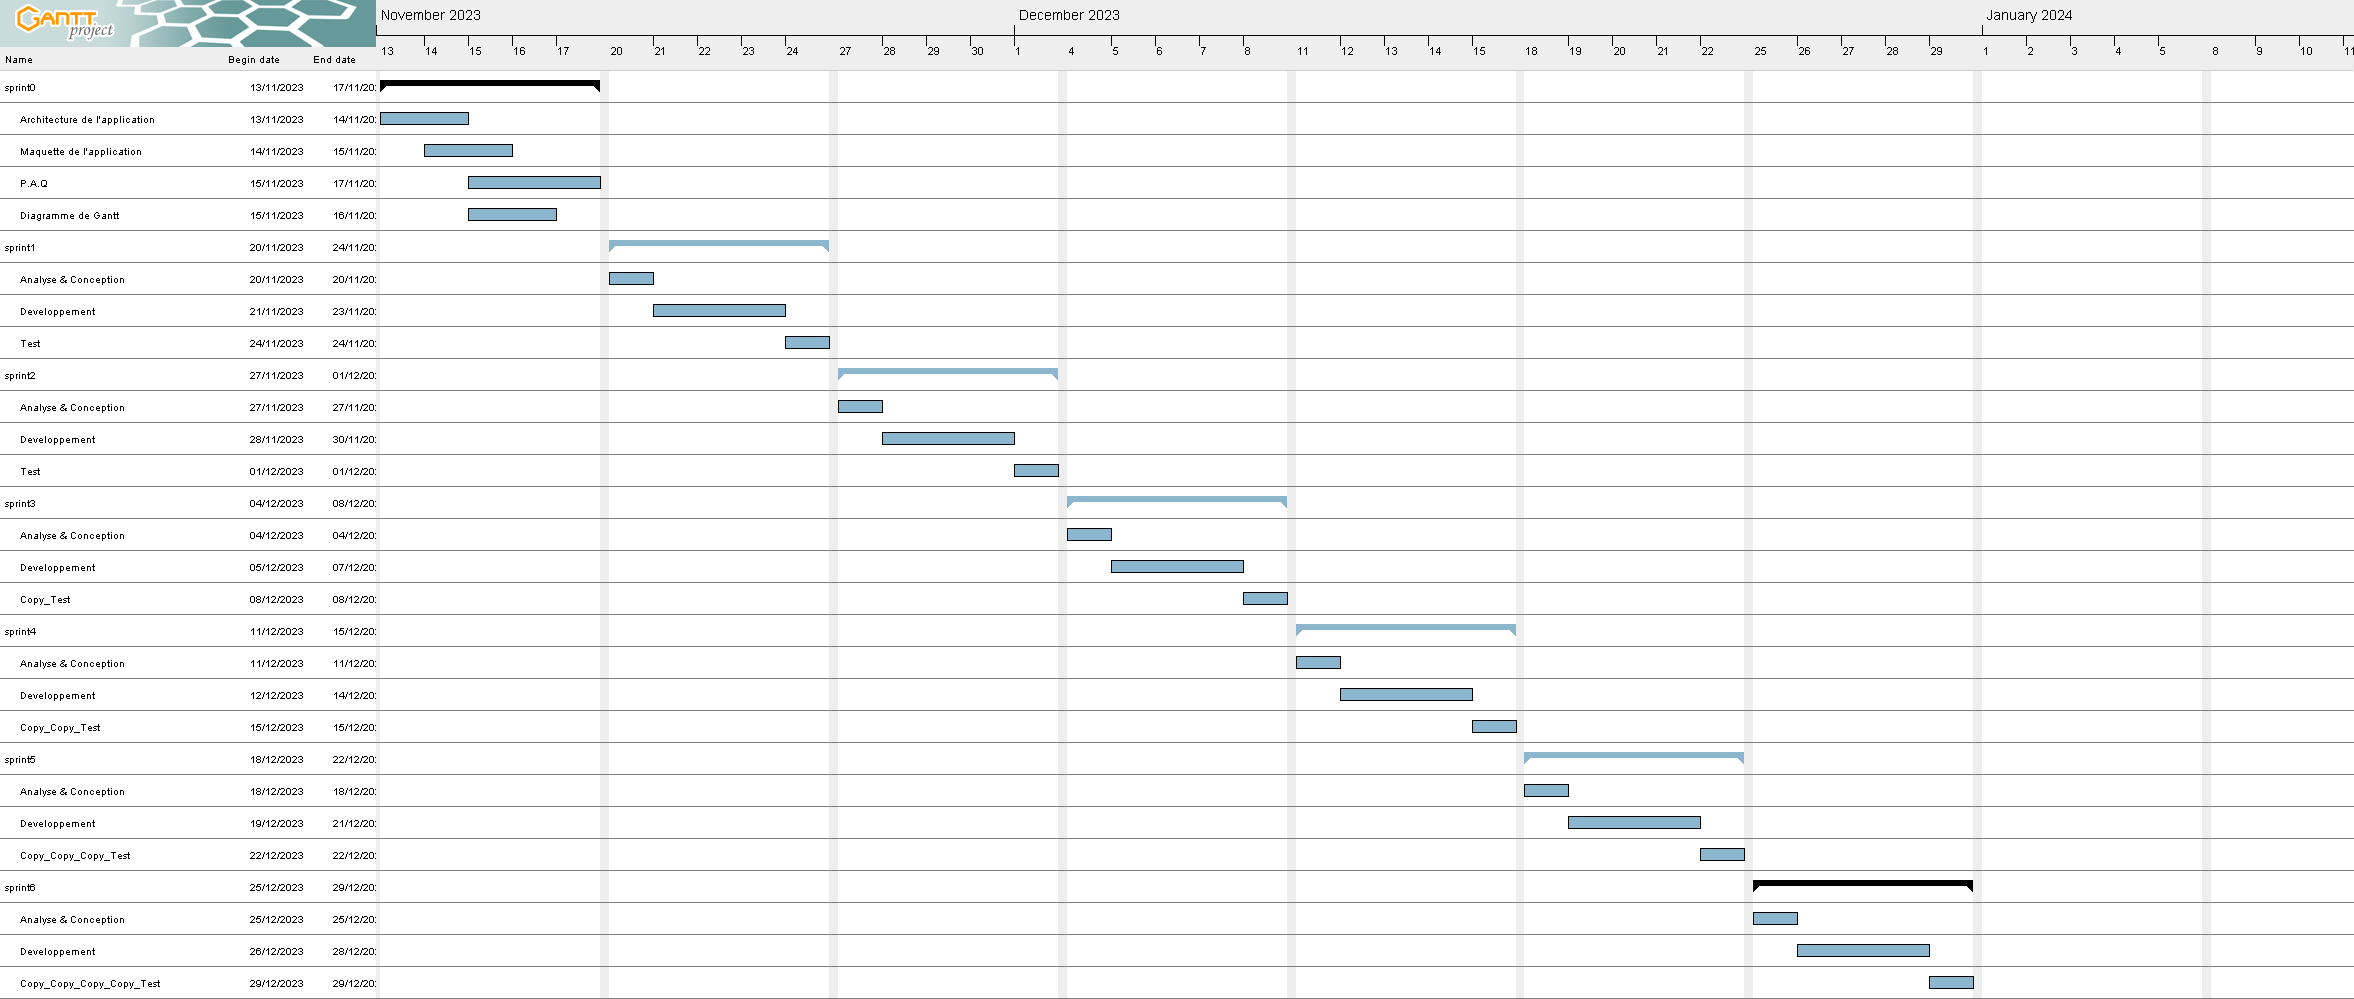 GANTT
project
November 2023 December 2023 January 2024
13 14 15 16 17 20 21 22 23 24 27 28 29 30 1 4 5 6 7 8 11 12 13 14 15 18 19 20 21 22 25 26 27 28 29 1 2 3 4 5 8 9 10 11
Name Begin date End date
sprint0 13/11/2023 17/11/20
Architecture de l'application 13/11/2023 14/11/20
Maquette de l'application 14/11/2023 15/11/20
P.A.Q 15/11/2023 17/11/20
Diagramme de Gantt 15/11/2023 16/11/20
sprint1 20/11/2023 24/11/20
Analyse & Conception 20/11/2023 20/11/20
Developpement 21/11/2023 23/11/20
Test 24/11/2023 24/11/20
sprint2 27/11/2023 01/12/20
Analyse & Conception 27/11/2023 27/11/20
Developpement 28/11/2023 30/11/20
Test 01/12/2023 01/12/20
sprint3 04/12/2023 08/12/20
Analyse & Conception 04/12/2023 04/12/20
Developpement 05/12/2023 07/12/20
Copy_Test 08/12/2023 08/12/20
sprint4 11/12/2023 15/12/20
Analyse & Conception 11/12/2023 11/12/20
Developpement 12/12/2023 14/12/20
Copy_Copy_Test 15/12/2023 15/12/20
sprint5 18/12/2023 22/12/20
Analyse & Conception 18/12/2023 18/12/20
Developpement 19/12/2023 21/12/20
Copy_Copy_Copy_Test 22/12/2023 22/12/20
sprint6 25/12/2023 29/12/20
Analyse & Conception 25/12/2023 25/12/20
Developpement 26/12/2023 28/12/20
Copy_Copy_Copy_Copy_Test 29/12/2023 29/12/20